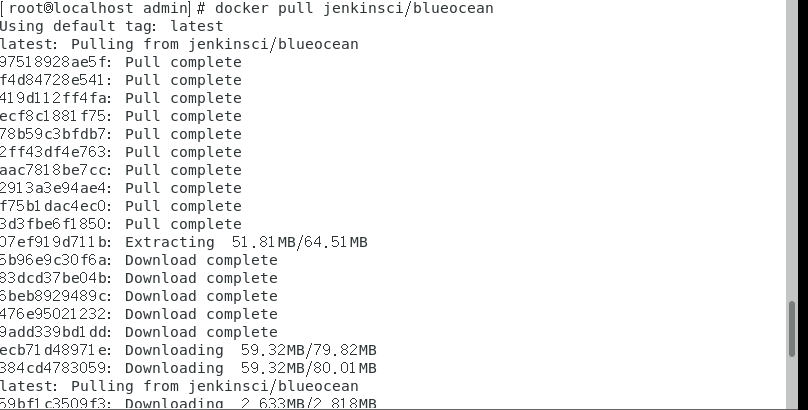 [root@localhost admin]# docker pull jenkinsci/blueocean
Using default tag: latest
latest: Pulling from jenkinsci/blueocean
97518928ae5f: Pull complete
f4d84728e541: Pull complete
419d112ff4fa: Pull complete
ecf8c1881f75: Pull complete
78b59c3bfdb7: Pull complete
2ff43df4e763: Pull complete
aac7818be7cc: Pull complete
2913a3e94ae4: Pull complete
f75b1dac4ec0: Pull complete
3d3fbe6f1850: Pull complete
07ef919d711b: Extracting  51.81MB/64.51MB
5b96e9c30f6a: Download complete
83dcd37be04b: Download complete
6beb8929489c: Download complete
476e95021232: Download complete
9add339bd1dd: Download complete
ecb71d48971e: Downloading  59.32MB/79.82MB
384cd4783059: Downloading  59.32MB/80.01MB
latest: Pulling from jenkinsci/blueocean
59bf1c3509f3: Downloading  2.633MB/2.818MB